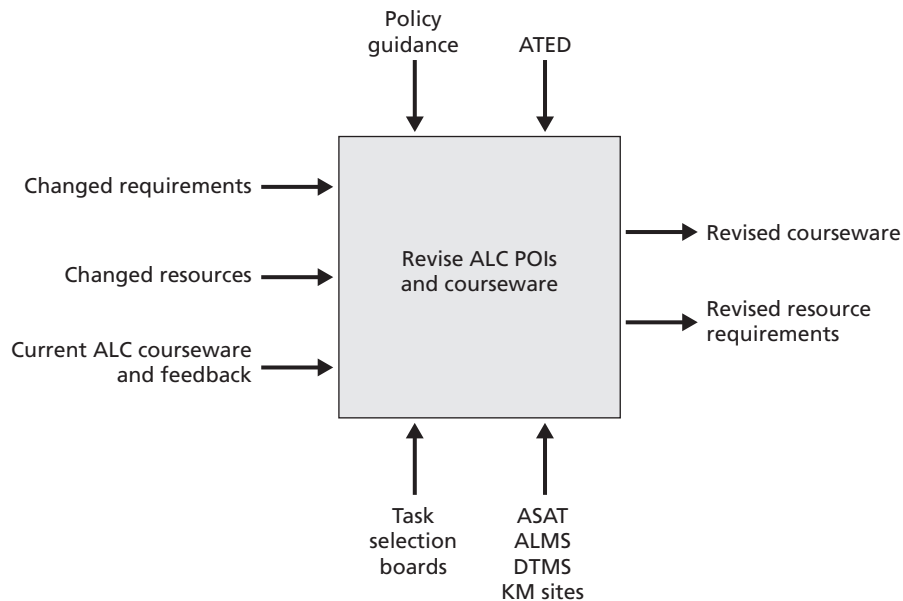 Policy
guidance
ATED
Changed requirements
Changed resources
Current ALC courseware
and feedback
Revise ALC POIs
and courseware
Revised courseware
Revised resource
requirements
Task
selection
boards
ASAT
ALMS
DTMS
KM sites